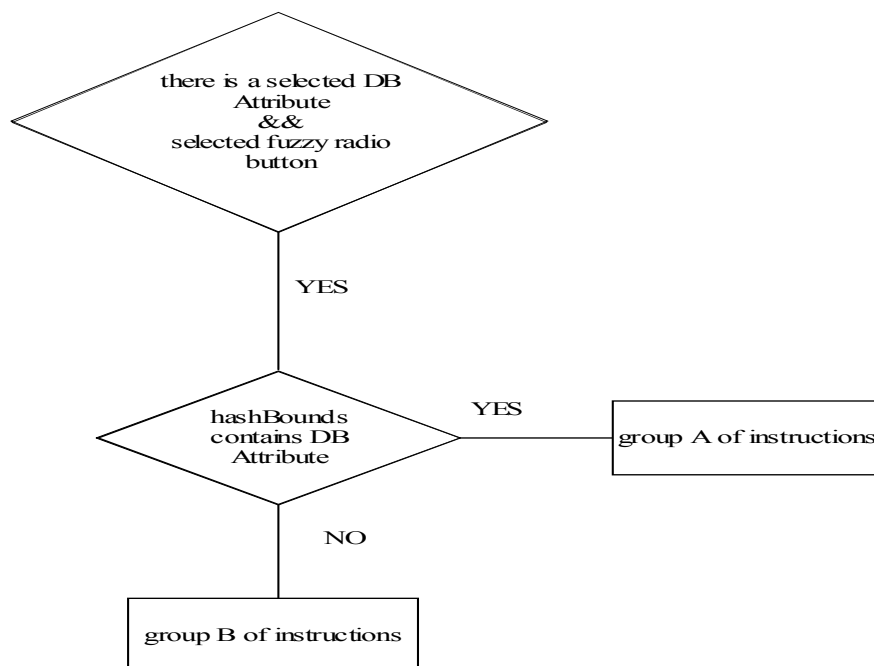 there is a selected DB
Attribute
&&
selected fuzzy radio
button
YES
hashBounds
contains DB
Attribute
YES
group A of instructions
NO
group B of instructions